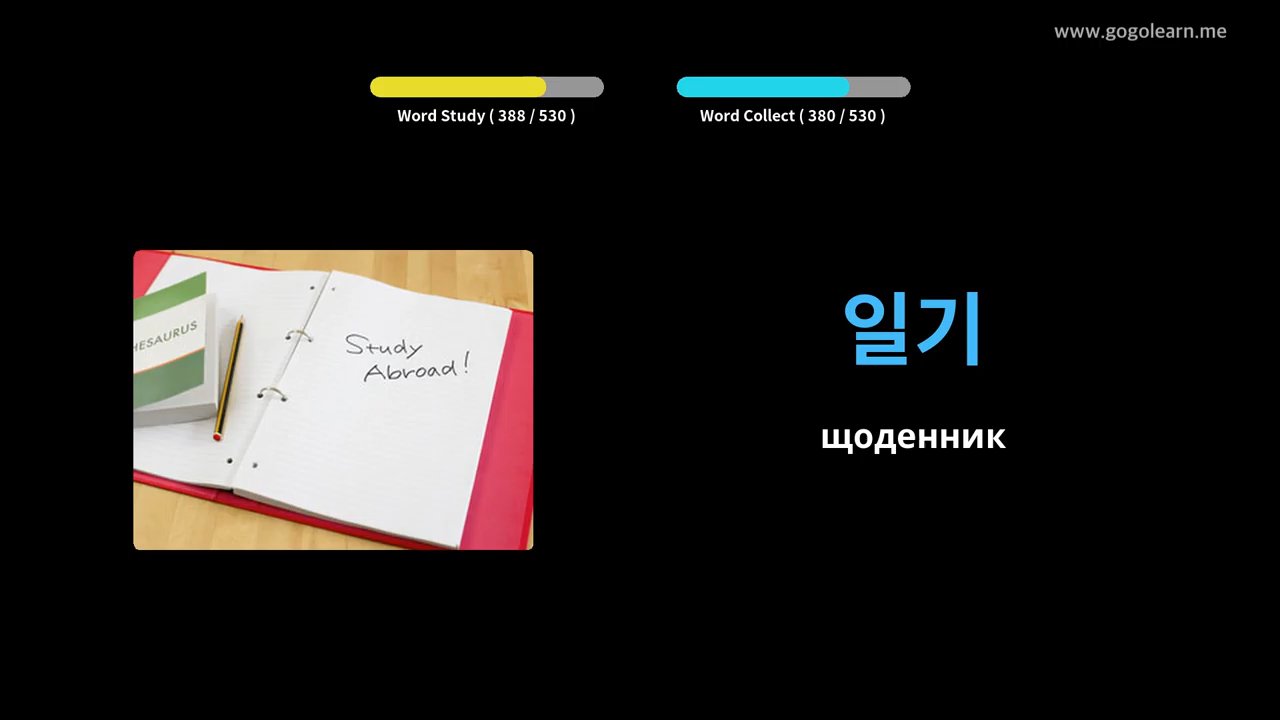 www.gogolearn.me
Word Study ( 388 / 530 )
Word Collect ( 380 / 530 )
HESAURUS
Study
Abroad!
일기
щоденник